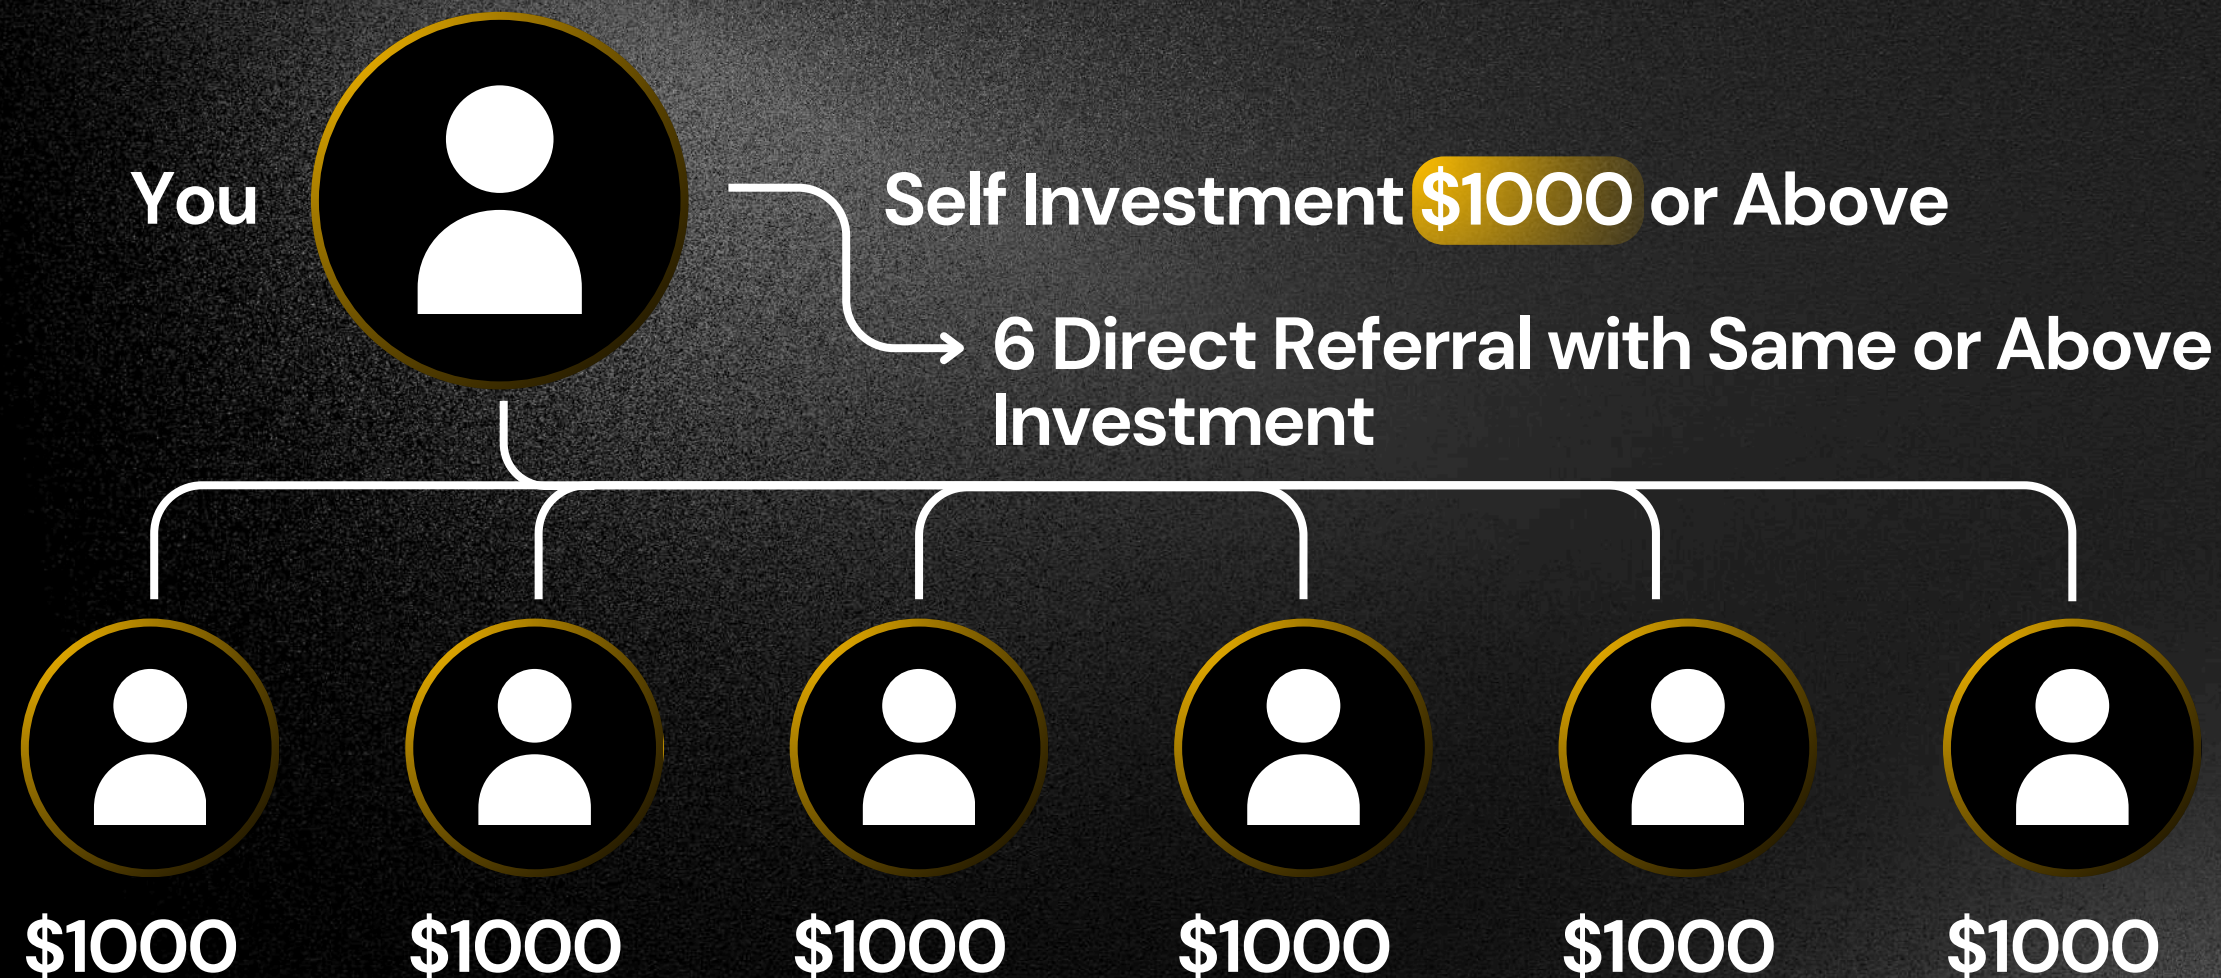 You
Self Investment $1000 or Above
6 Direct Referral with Same or Above
Investment
$1000
$1000
$1000
$1000
$1000
$1000